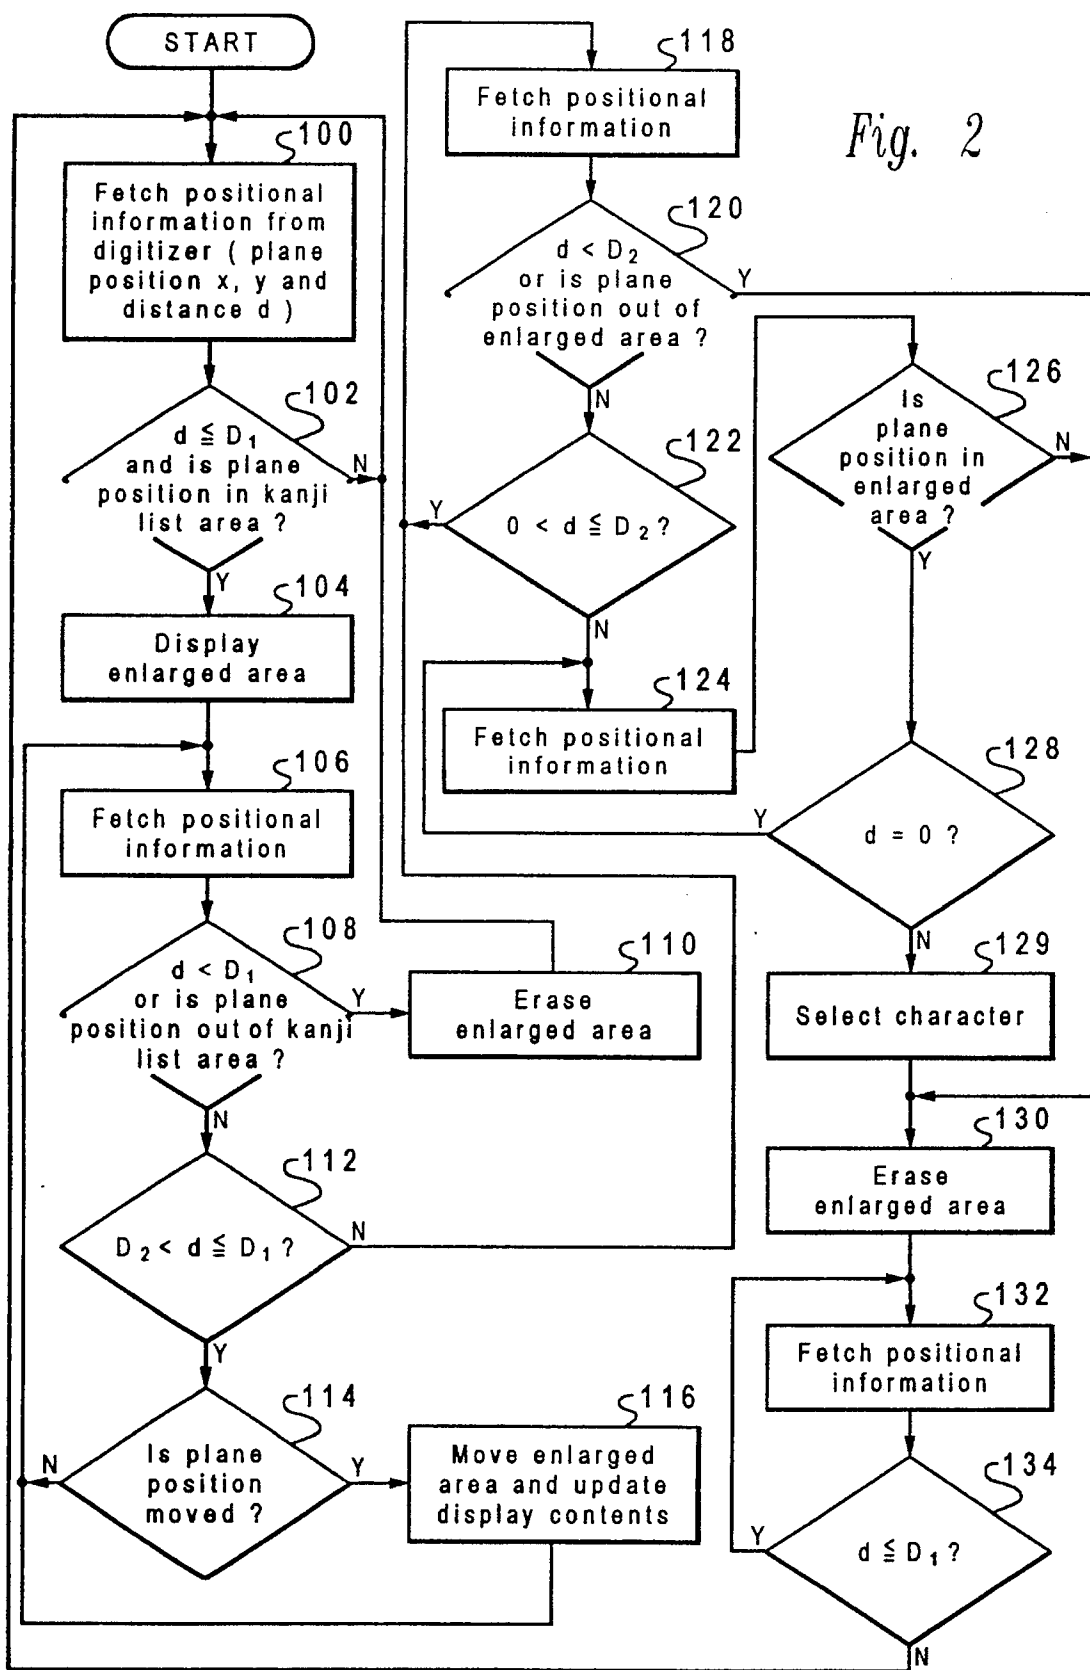 START
100
Fetch positional
information from
digitizer ( plane
position x, y and
distance d )
102
d ≦ D1
and is plane
position in kanji
list area ?
N
Y
104
Display
enlarged area
106
Fetch positional
information
108
d < D1
or is plane
position out of kanji
list area ?
Y
N
110
Erase
enlarged area
112
D2 < d ≦ D1 ?
N
Y
114
Is plane
position
moved ?
N
Y
116
Move enlarged
area and update
display contents
118
Fetch positional
information
Fig. 2
120
d < D2
or is plane
position out of
enlarged area ?
Y
N
122
0 < d ≦ D2 ?
Y
N
124
Fetch positional
information
126
Is
plane
position in
enlarged
area ?
N
Y
128
d = 0 ?
Y
N
129
Select character
130
Erase
enlarged area
132
Fetch positional
information
134
d ≦ D1 ?
Y
N